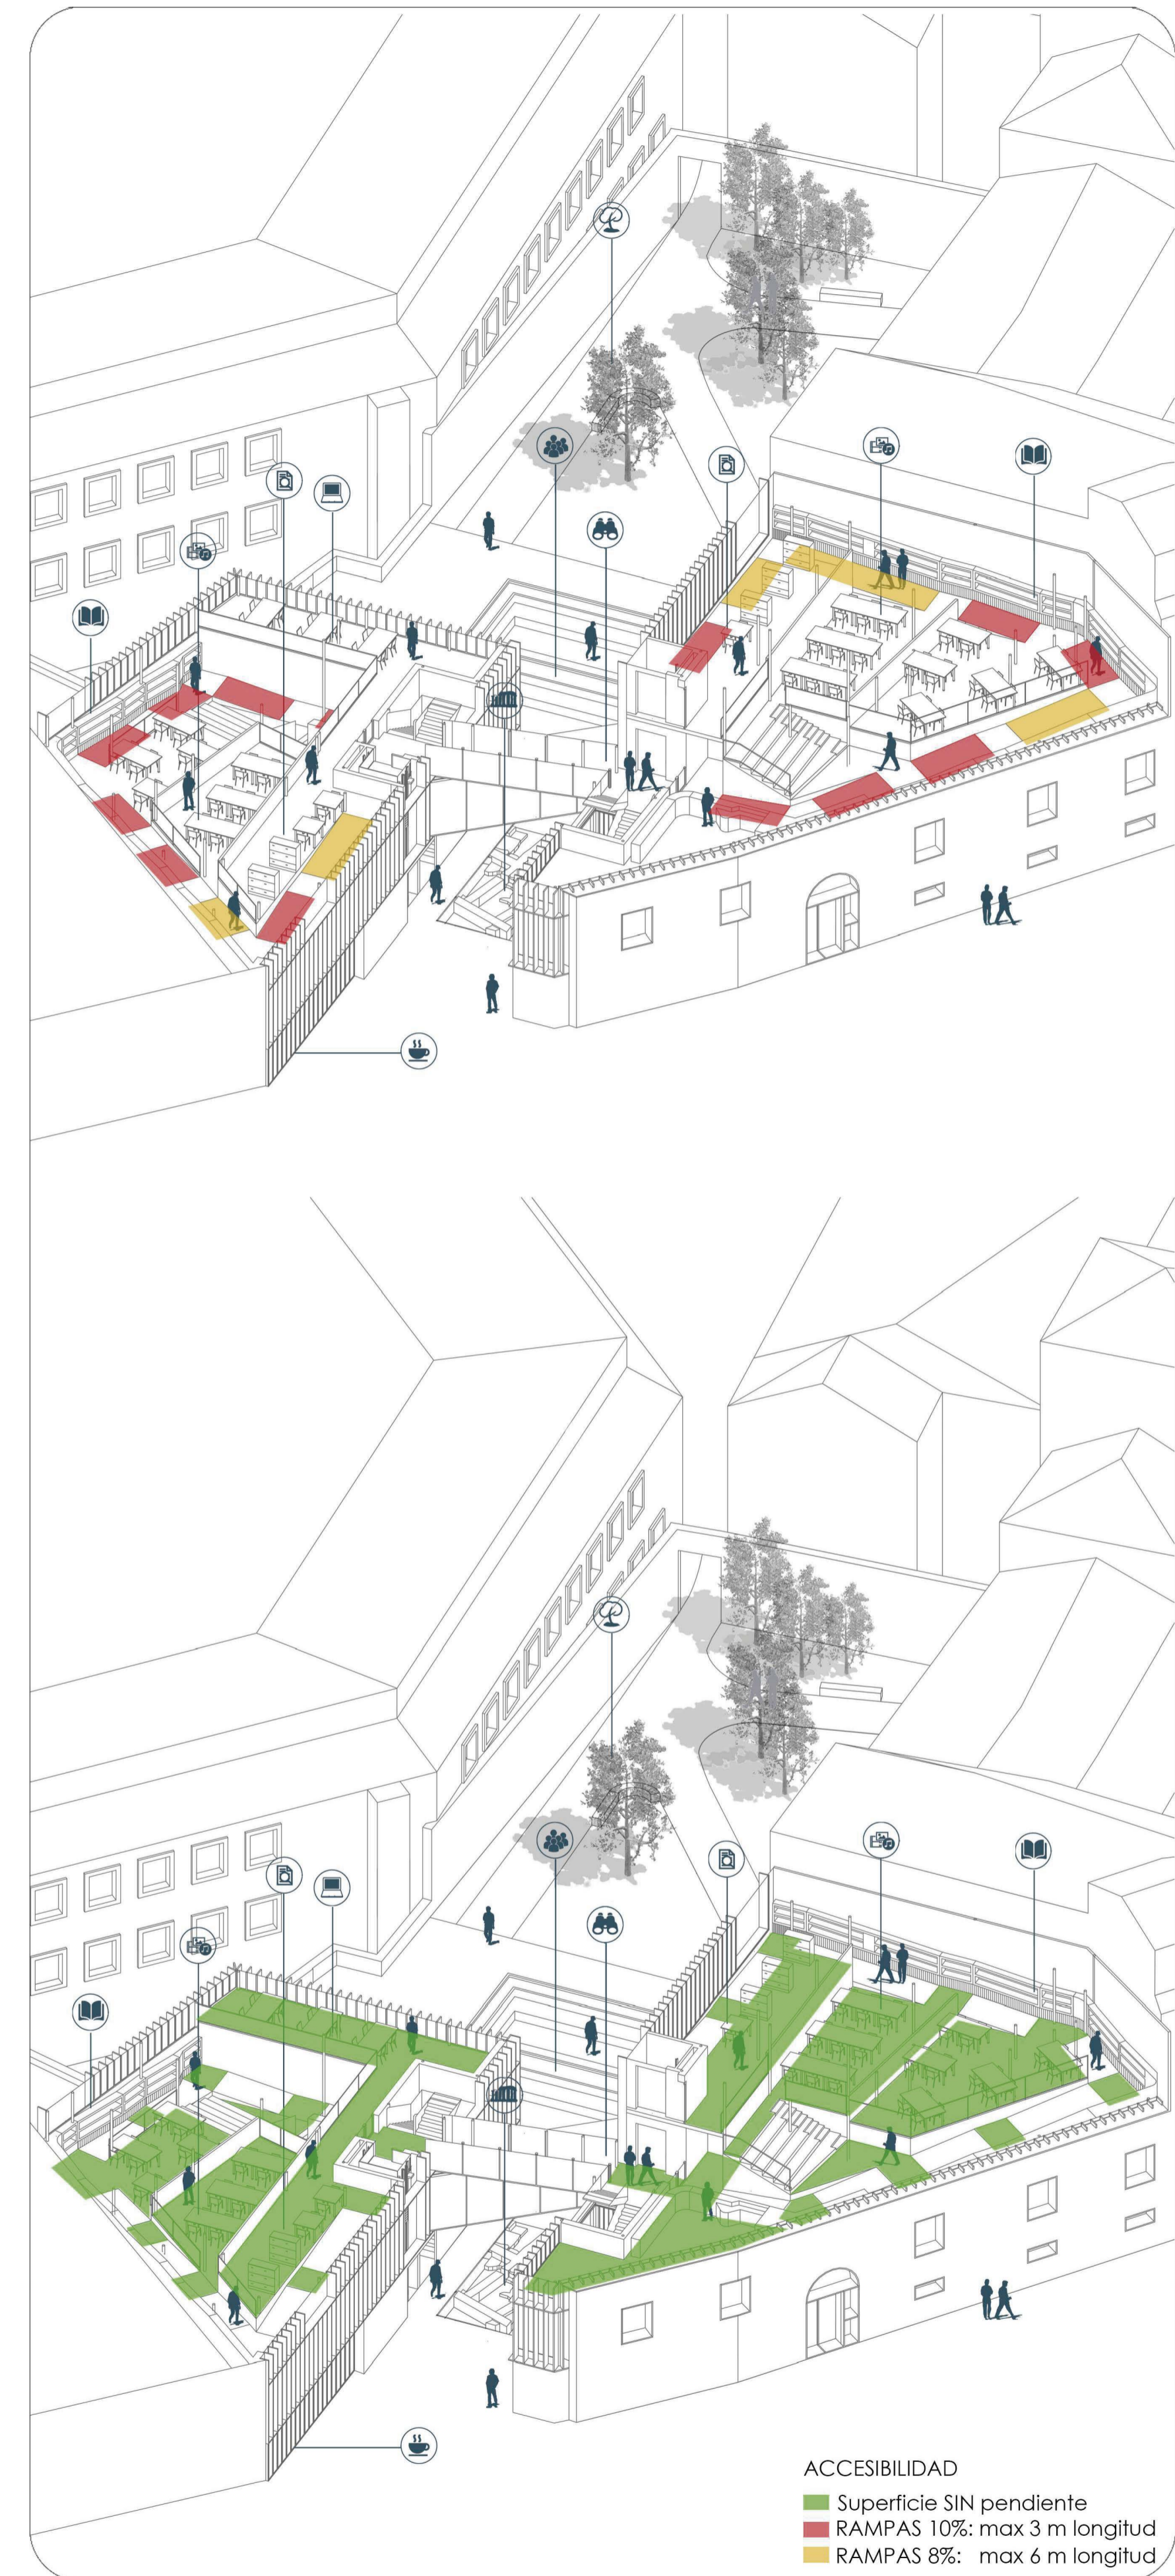 ACCESIBILIDAD
Superficie SIN pendiente
RAMPAS 10%: max 3 m longitud
RAMPAS 8%: max 6 m longitud